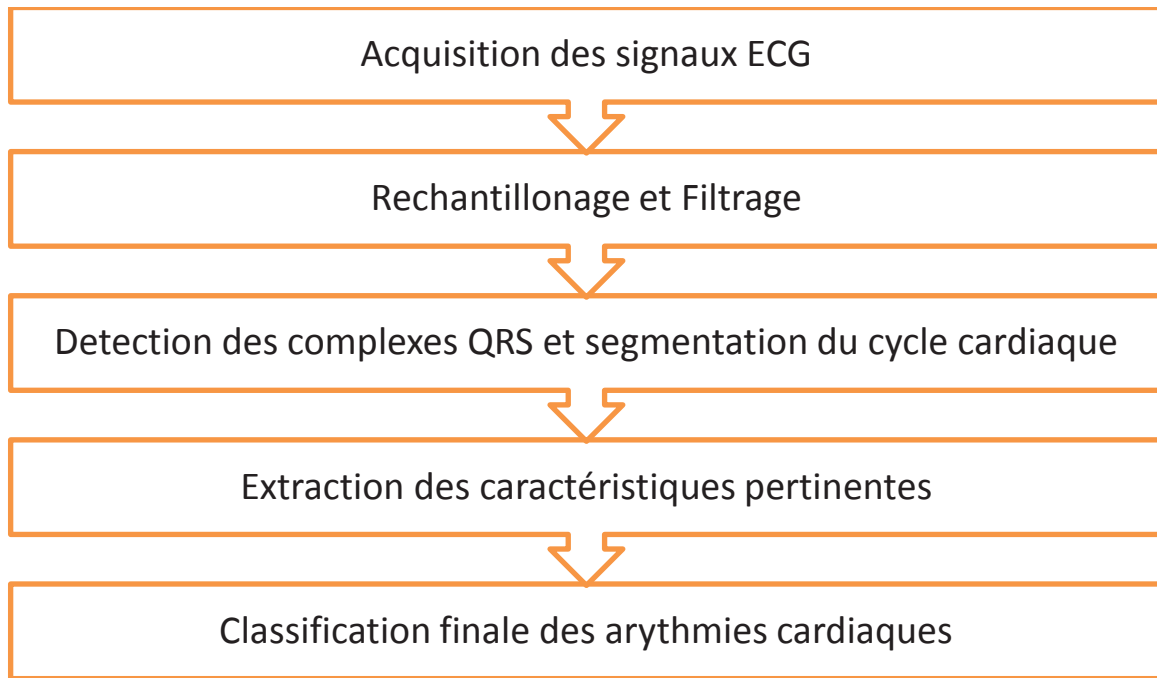 Acquisition des signaux ECG
Rechantillonage et Filtrage
Detection des complexes QRS et segmentation du cycle cardiaque
Extraction des caractéristiques pertinentes
Classification finale des arythmies cardiaques